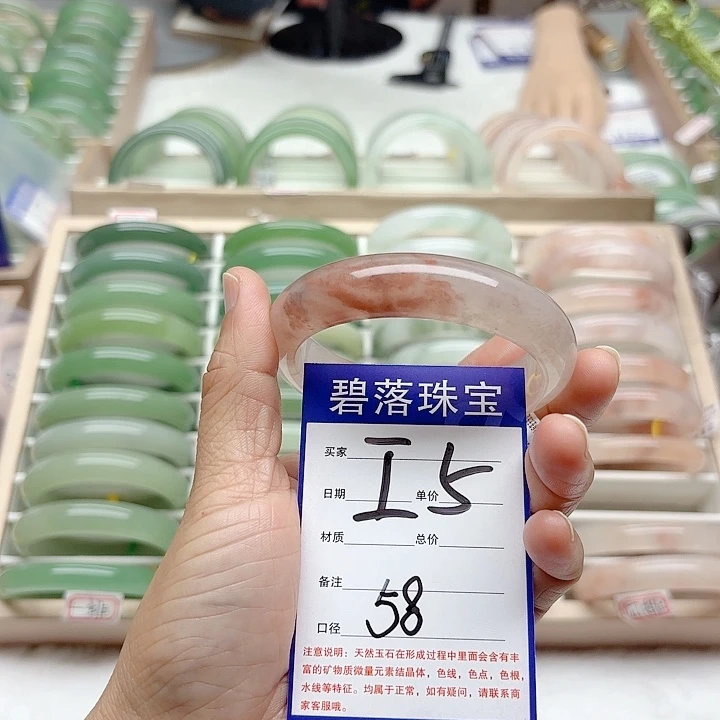 碧落珠宝
买家
I5
日期 单价
材质 总价
备注
58
口径
注意说明：天然玉石在形成过程中里面会含有丰
富的矿物质微量元素结晶体，色线，色点，色根，
水线等特征。均属于正常，如有疑问，请联系商
家客服哦。